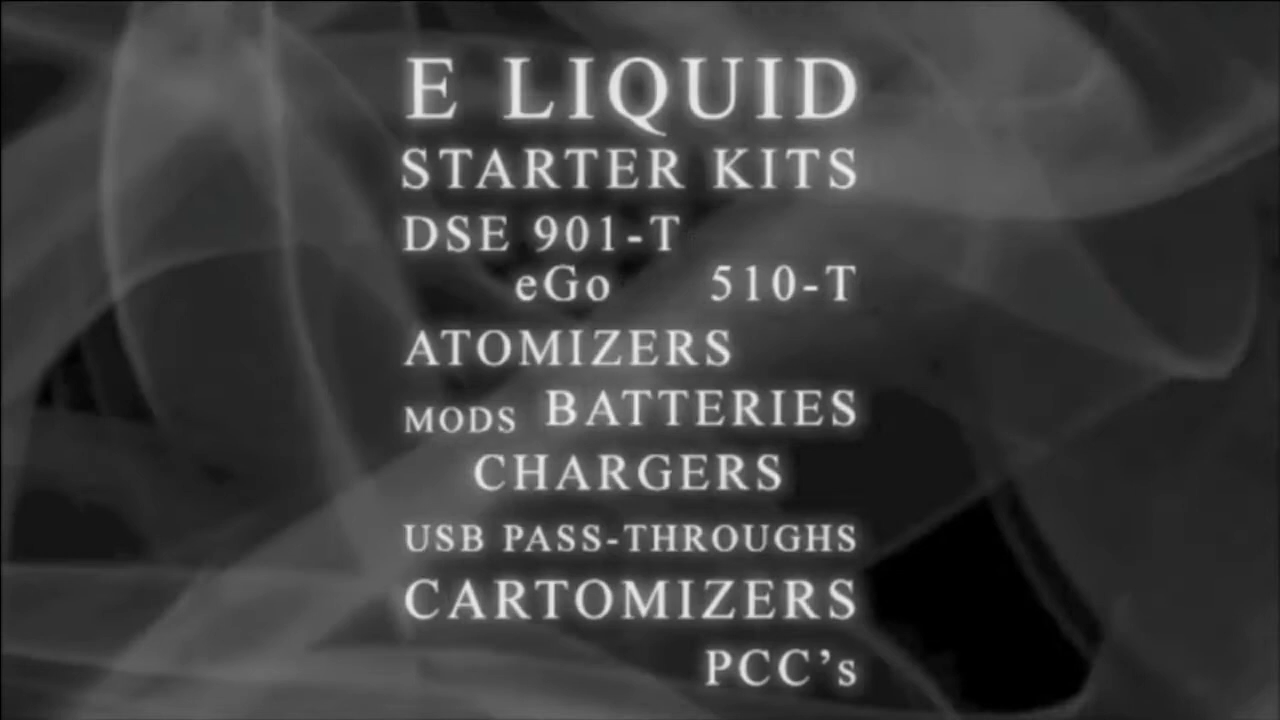 E LIQUID
STARTER KITS
DSE 901-T
eGo 510-T
ATOMIZERS
MODS BATTERIES
CHARGERS
USB PASS-THROUGHS
CARTOMIZERS
PCC’s